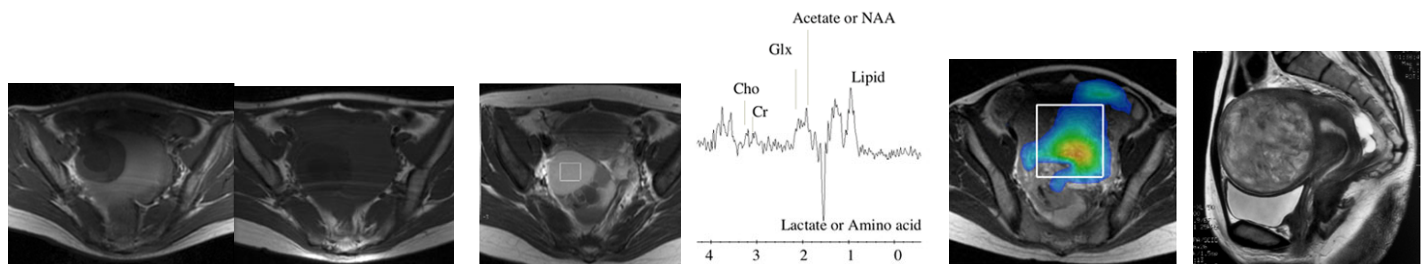 Acetate or NAA
Glx
Cho
Cr
Lipid
Lactate or Amino acid
4 3 2 1 0